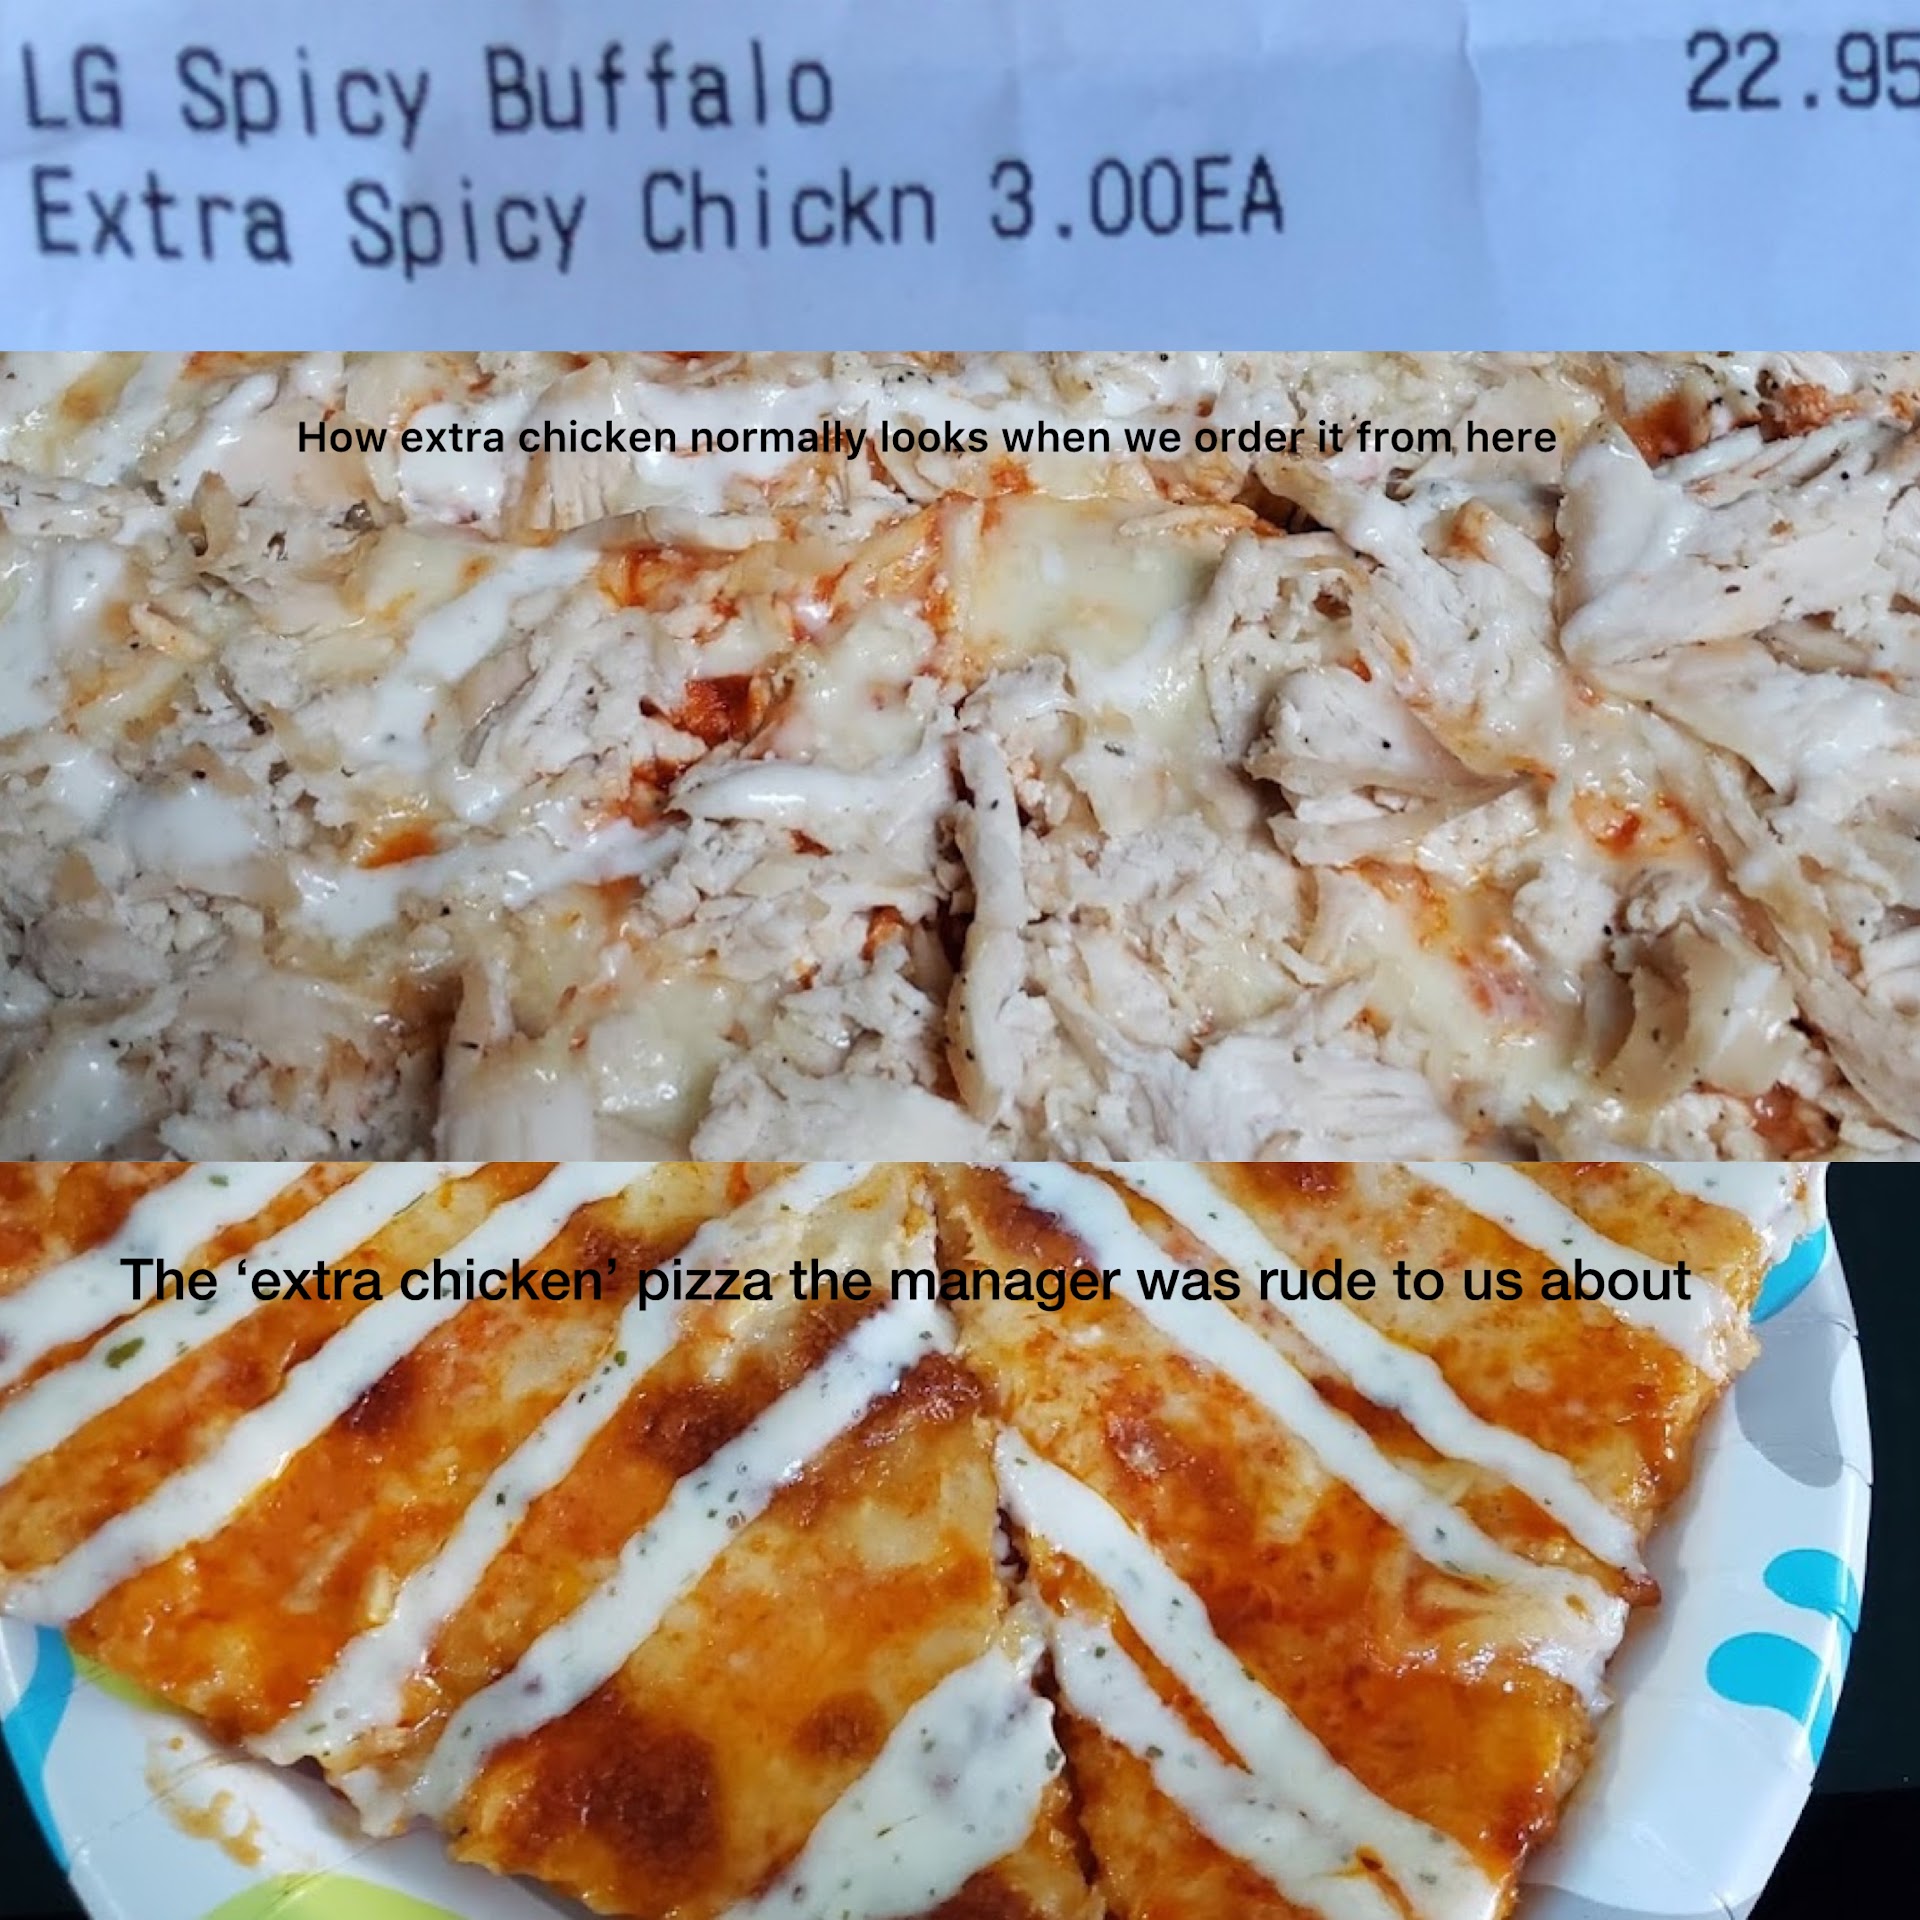 LG Spicy Buffalo 22.95
Extra Spicy Chickn 3.00EA
How extra chicken normally looks when we order it from here
The ‘extra chicken’ pizza the manager was rude to us about